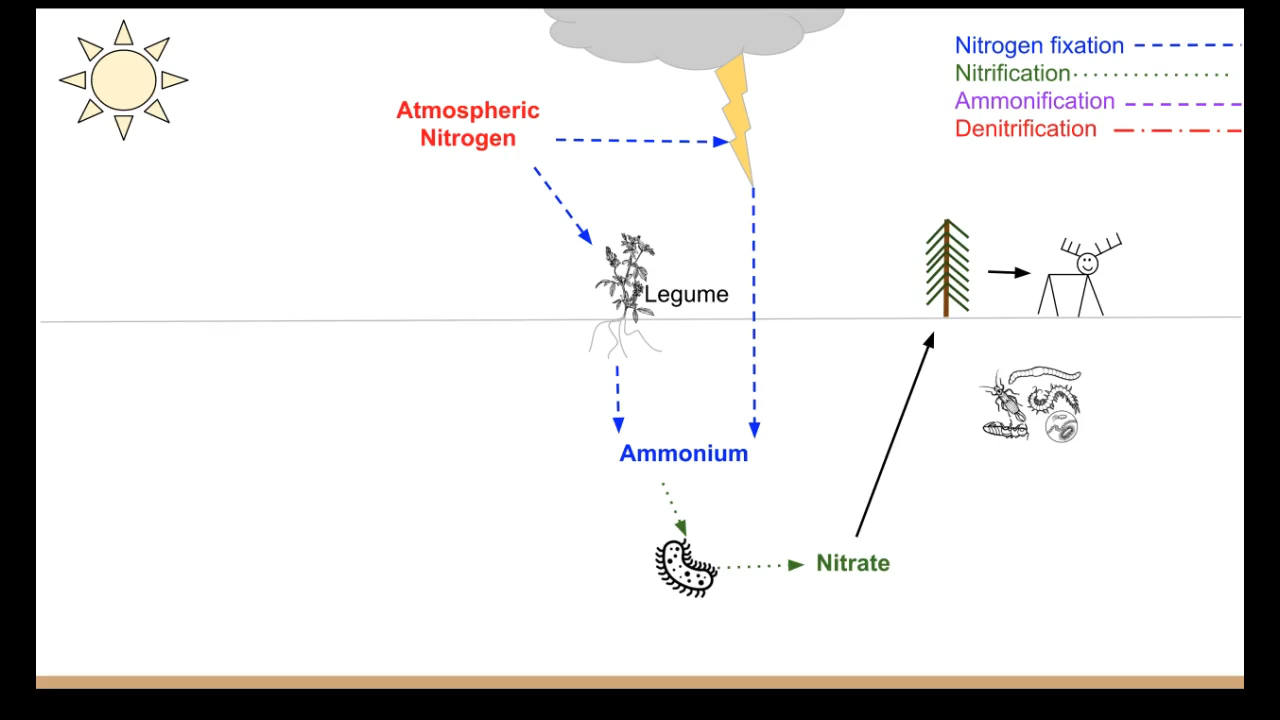 Nitrogen fixation
Nitrification
Ammonification
Denitrification
Atmospheric
Nitrogen
Legume
Ammonium
Nitrate